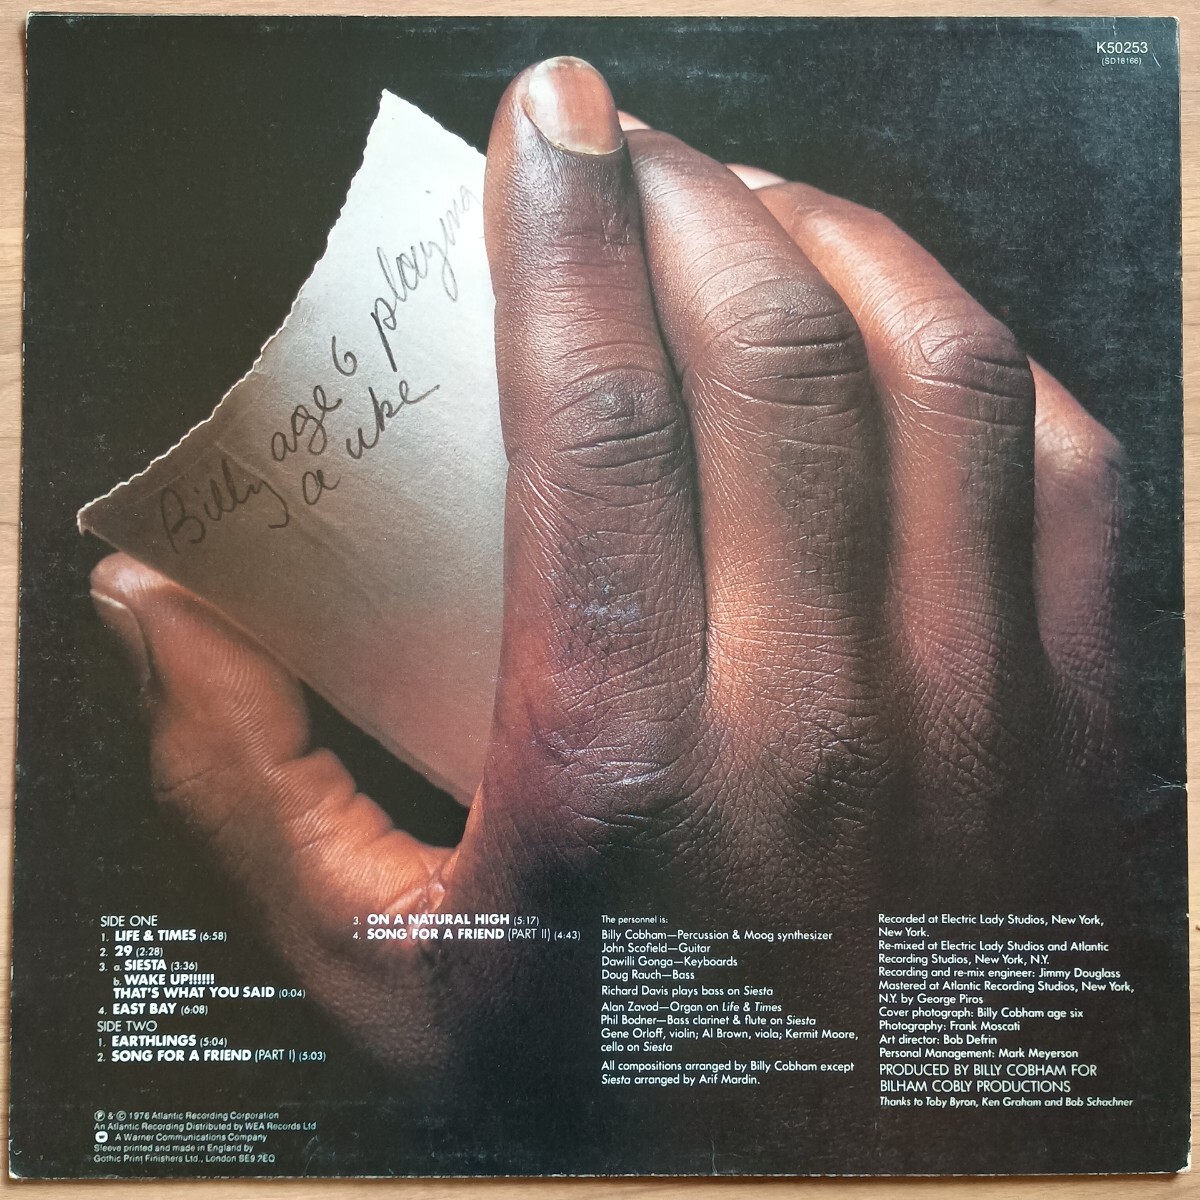 K50253
(SD18166)
Billy age 6 playing
a uke
SIDE ONE
1. LIFE & TIMES (6:58)
2. 29 (2:28)
3. a. SIESTA (3:36)
b. WAKE UP!!!!!!
THAT'S WHAT YOU SAID (0:04)
4. EAST BAY (6:08)
SIDE TWO
1. EARTHLINGS (5:04)
2. SONG FOR A FRIEND (PART I) (5:03)
3. ON A NATURAL HIGH (5:17)
4. SONG FOR A FRIEND (PART II) (4:43)
The personnel is:
Billy Cobham—Percussion & Moog synthesizer
John Scofield—Guitar
Dawilli Gonga—Keyboards
Doug Rauch—Bass
Richard Davis plays bass on Siesta
Alan Zavod—Organ on Life & Times
Phil Bodner—Bass clarinet & flute on Siesta
Gene Orloff, violin; Al Brown, viola; Kermit Moore,
cello on Siesta
All compositions arranged by Billy Cobham except
Siesta arranged by Arif Mardin.
Recorded at Electric Lady Studios, New York,
New York.
Re-mixed at Electric Lady Studios and Atlantic
Recording Studios, New York, N.Y.
Recording and re-mix engineer: Jimmy Douglass
Mastered at Atlantic Recording Studios, New York,
N.Y. by George Piros
Cover photograph: Billy Cobham age six
Photography: Frank Moscati
Art director: Bob Defrin
Personal Management: Mark Meyerson
PRODUCED BY BILLY COBHAM FOR
BILHAM COBLY PRODUCTIONS
Thanks to Toby Byron, Ken Graham and Bob Schachner
Ⓟ & © 1976 Atlantic Recording Corporation
An Atlantic Recording Distributed by WEA Records Ltd
A Warner Communications Company
Sleeve printed and made in England by
Gothic Print Finishers Ltd., London SE9 2EQ